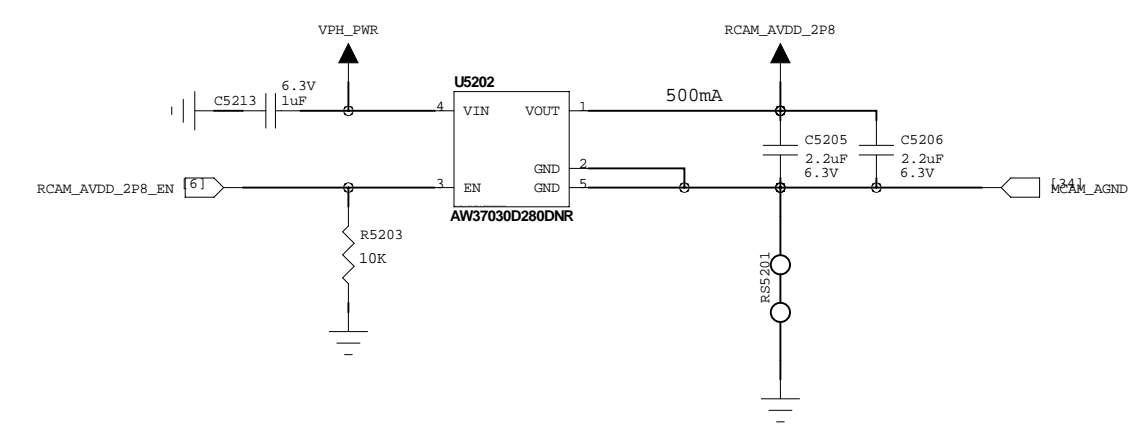 VPH_PWR
RCAM_AVDD_2P8
6.3V
C5213
1uF
U5202
4
VIN
VOUT
1
500mA
C5205
2.2uF
6.3V
C5206
2.2uF
6.3V
GND
2
RCAM_AVDD_2P8_EN
[6]
3
EN
GND
5
[34]
MCAM_AGND
AW37030D280DNR
R5203
10K
RS5201